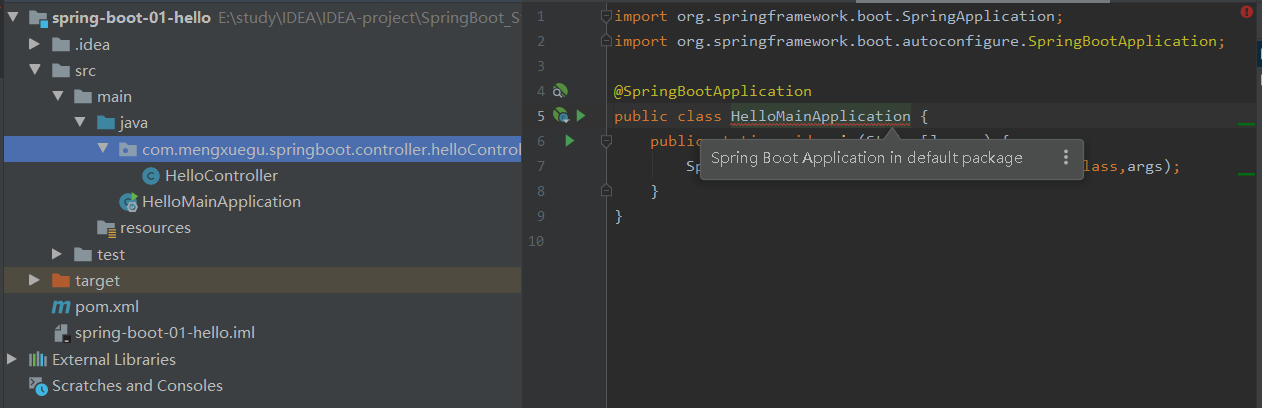 spring-boot-01-hello E:\study\IDEA\IDEA-project\SpringBoot_S
.idea
src
main
java
com.mengxuegu.springboot.controller.helloControl
HelloController
HelloMainApplication
resources
test
target
pom.xml
spring-boot-01-hello.iml
External Libraries
Scratches and Consoles
1 import org.springframework.boot.SpringApplication;
2 import org.springframework.boot.autoconfigure.SpringBootApplication;
3
4 @SpringBootApplication
5 public class HelloMainApplication {
6 pub
Spring Boot Application in default package
7 Sp lass,args);
8 }
9 }
10